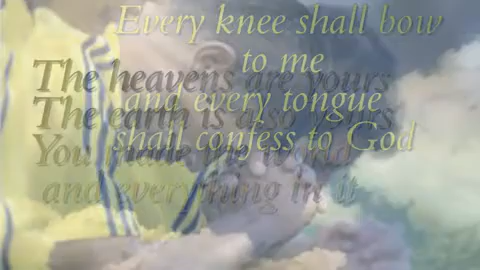 Every knee shall bow
to me
and every tongue
shall confess to God
The heavens are yours
The earth is also yours
You made the world
and everything in it